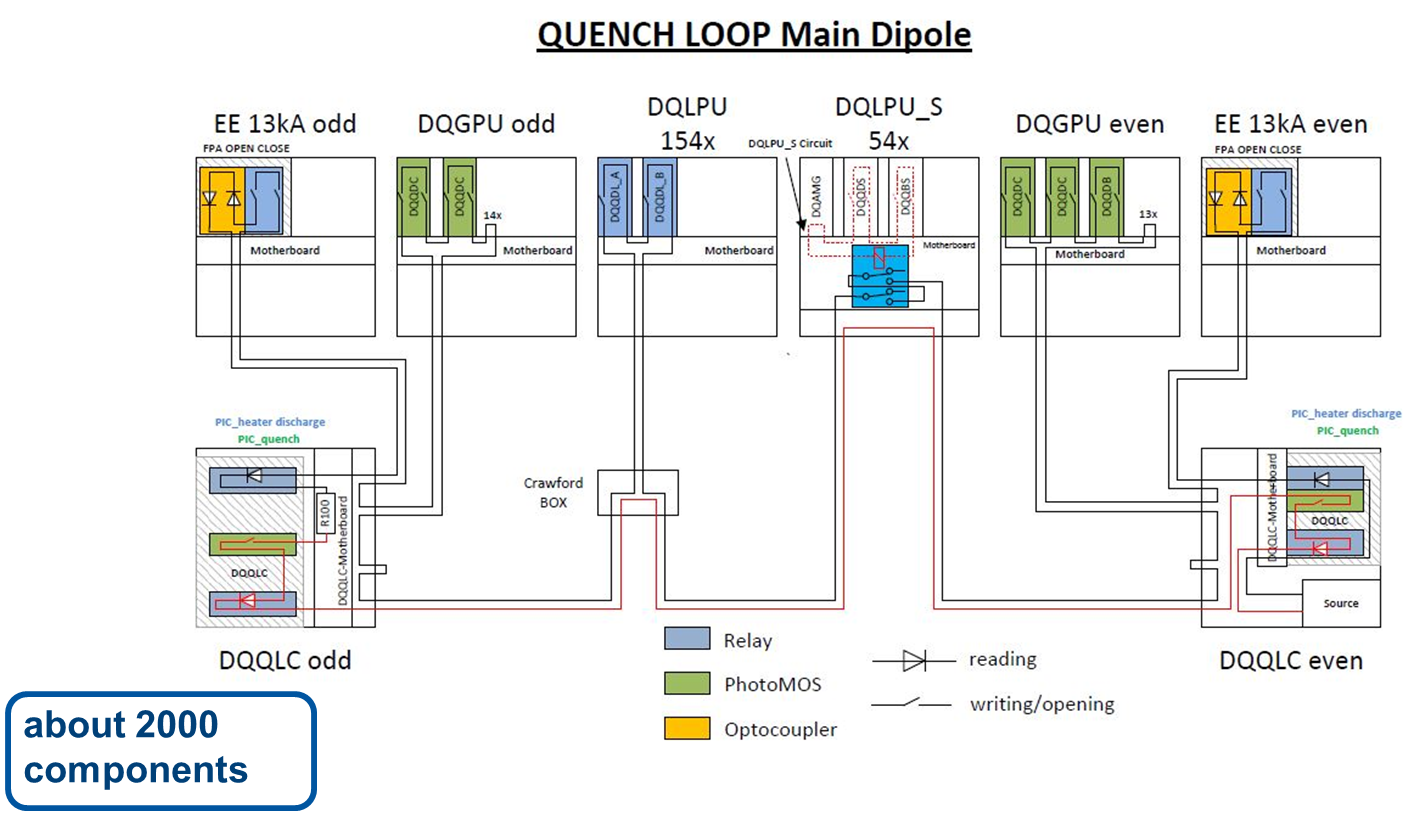 QUENCH LOOP Main Dipole
EE 13kA odd
FPA OPEN CLOSE
Motherboard
DQGPU odd
DQQDC
DQQDC
14x
Motherboard
DQLPU
154x
DQQDL_A
DQQDL_B
Motherboard
DQLPU_S
54x
DQLPU_S Circuit
DQAMG
DQQDS
DQQBS
Motherboard
DQGPU even
DQQDC
DQQDC
DQQDB
13x
Motherboard
EE 13kA even
FPA OPEN CLOSE
Motherboard
PIC_heater discharge
PIC_quench
R100
DQQLC-Motherboard
DQQLC
DQQLC odd
Crawford
BOX
PIC_heater discharge
PIC_quench
DQQLC-Motherboard
DQQLC
Source
DQQLC even
Relay
PhotoMOS
Optocoupler
reading
writing/opening
about 2000
components